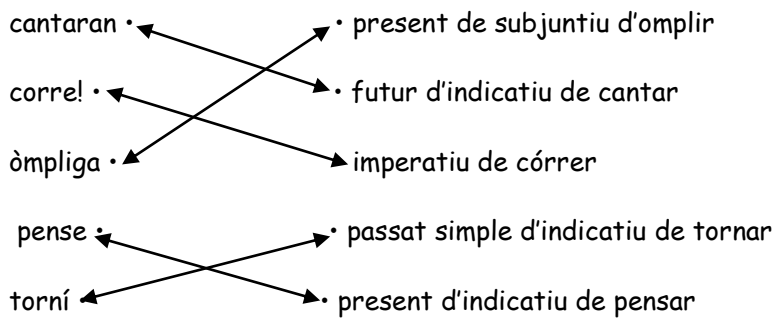 cantaran · · present de subjuntiu d'omplir
corre! · · futur d'indicatiu de cantar
òmpliga · imperatiu de córrer
pense · · passat simple d'indicatiu de tornar
torní · · present d'indicatiu de pensar